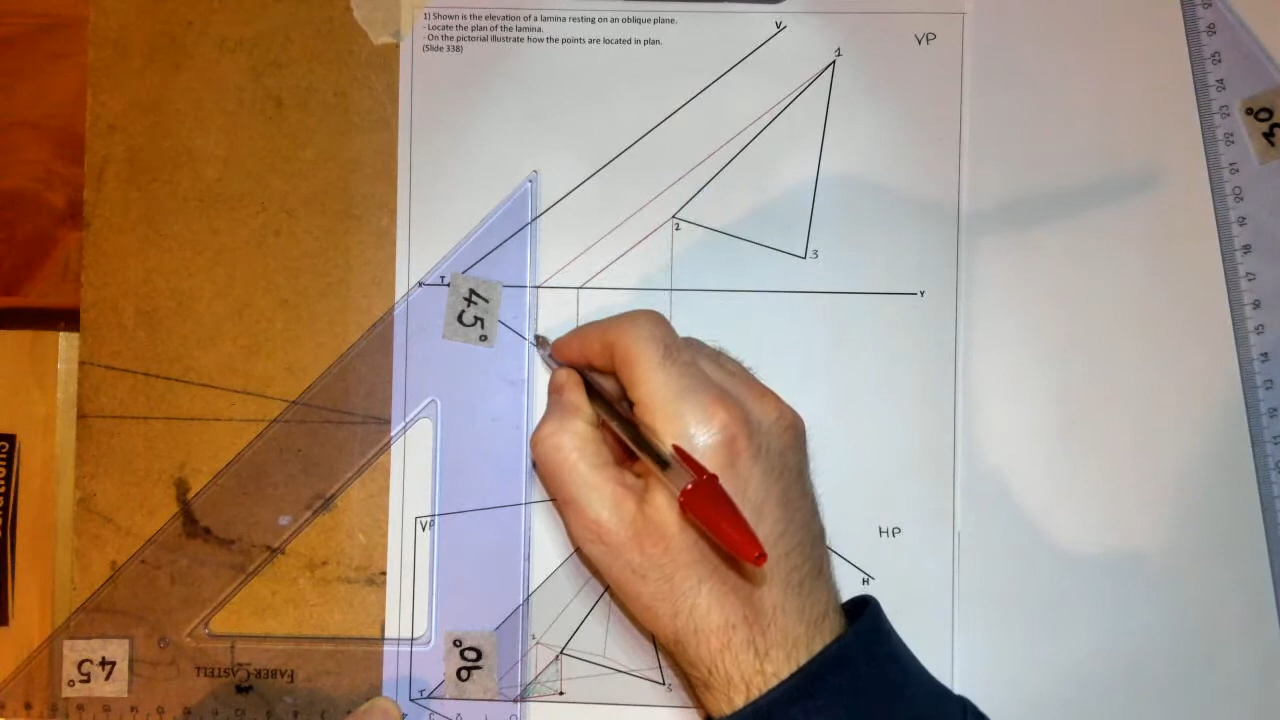 1) Shown is the elevation of a lamina resting on an oblique plane.
- Locate the plan of the lamina.
- On the pictorial illustrate how the points are located in plan.
(Slide 338)
V
1
VP
2
3
X
T
Y
45°
30°
VP
HP
H
90°
45°
FABER-CASTELL
T
3